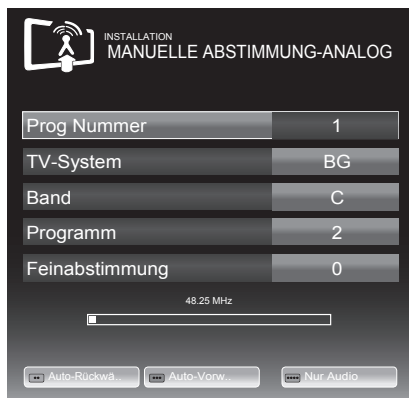 INSTALLATION
MANUELLE ABSTIMMUNG-ANALOG
Prog Nummer 1
TV-System BG
Band C
Programm 2
Feinabstimmung 0
48.25 MHz
Auto-Rückwä.. Auto-Vorw.. Nur Audio